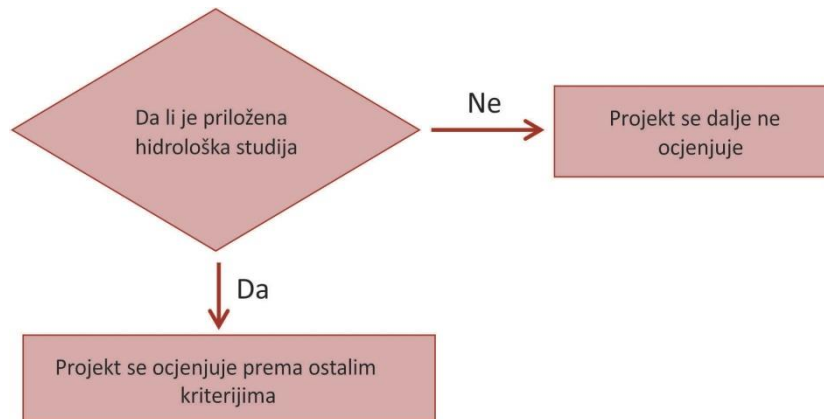 Da li je priložena
hidrološka studija
Ne
Projekt se dalje ne
ocjenjuje
Da
Projekt se ocjenjuje prema ostalim
kriterijima